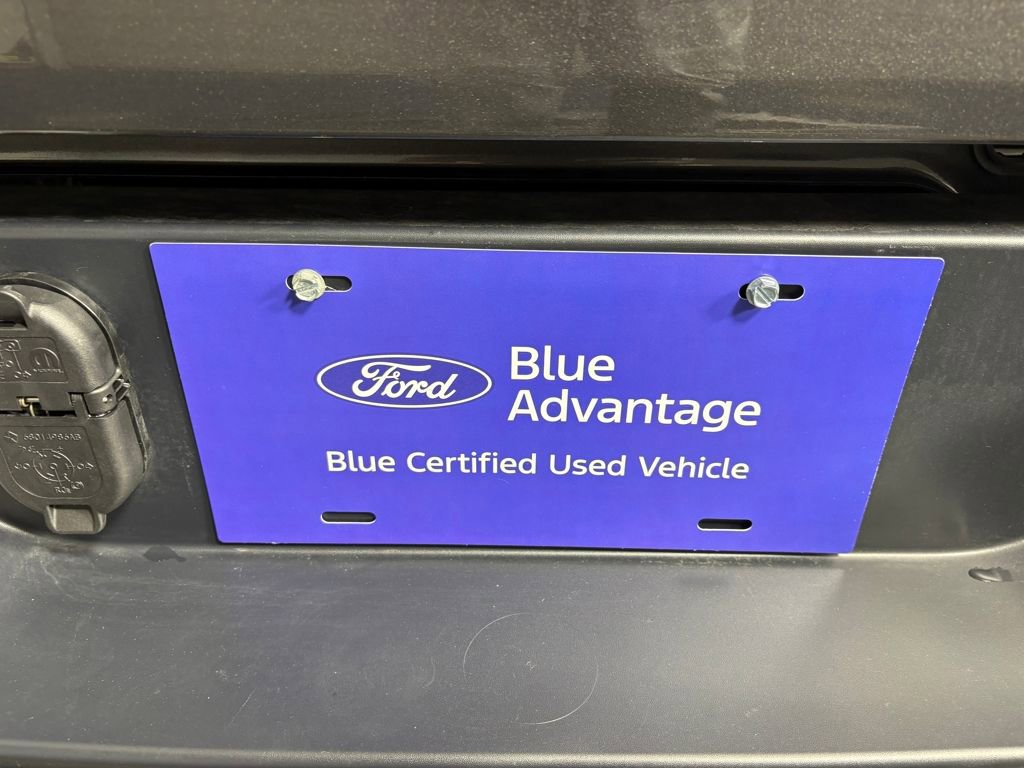 Ford
Blue
Advantage
Blue Certified Used Vehicle